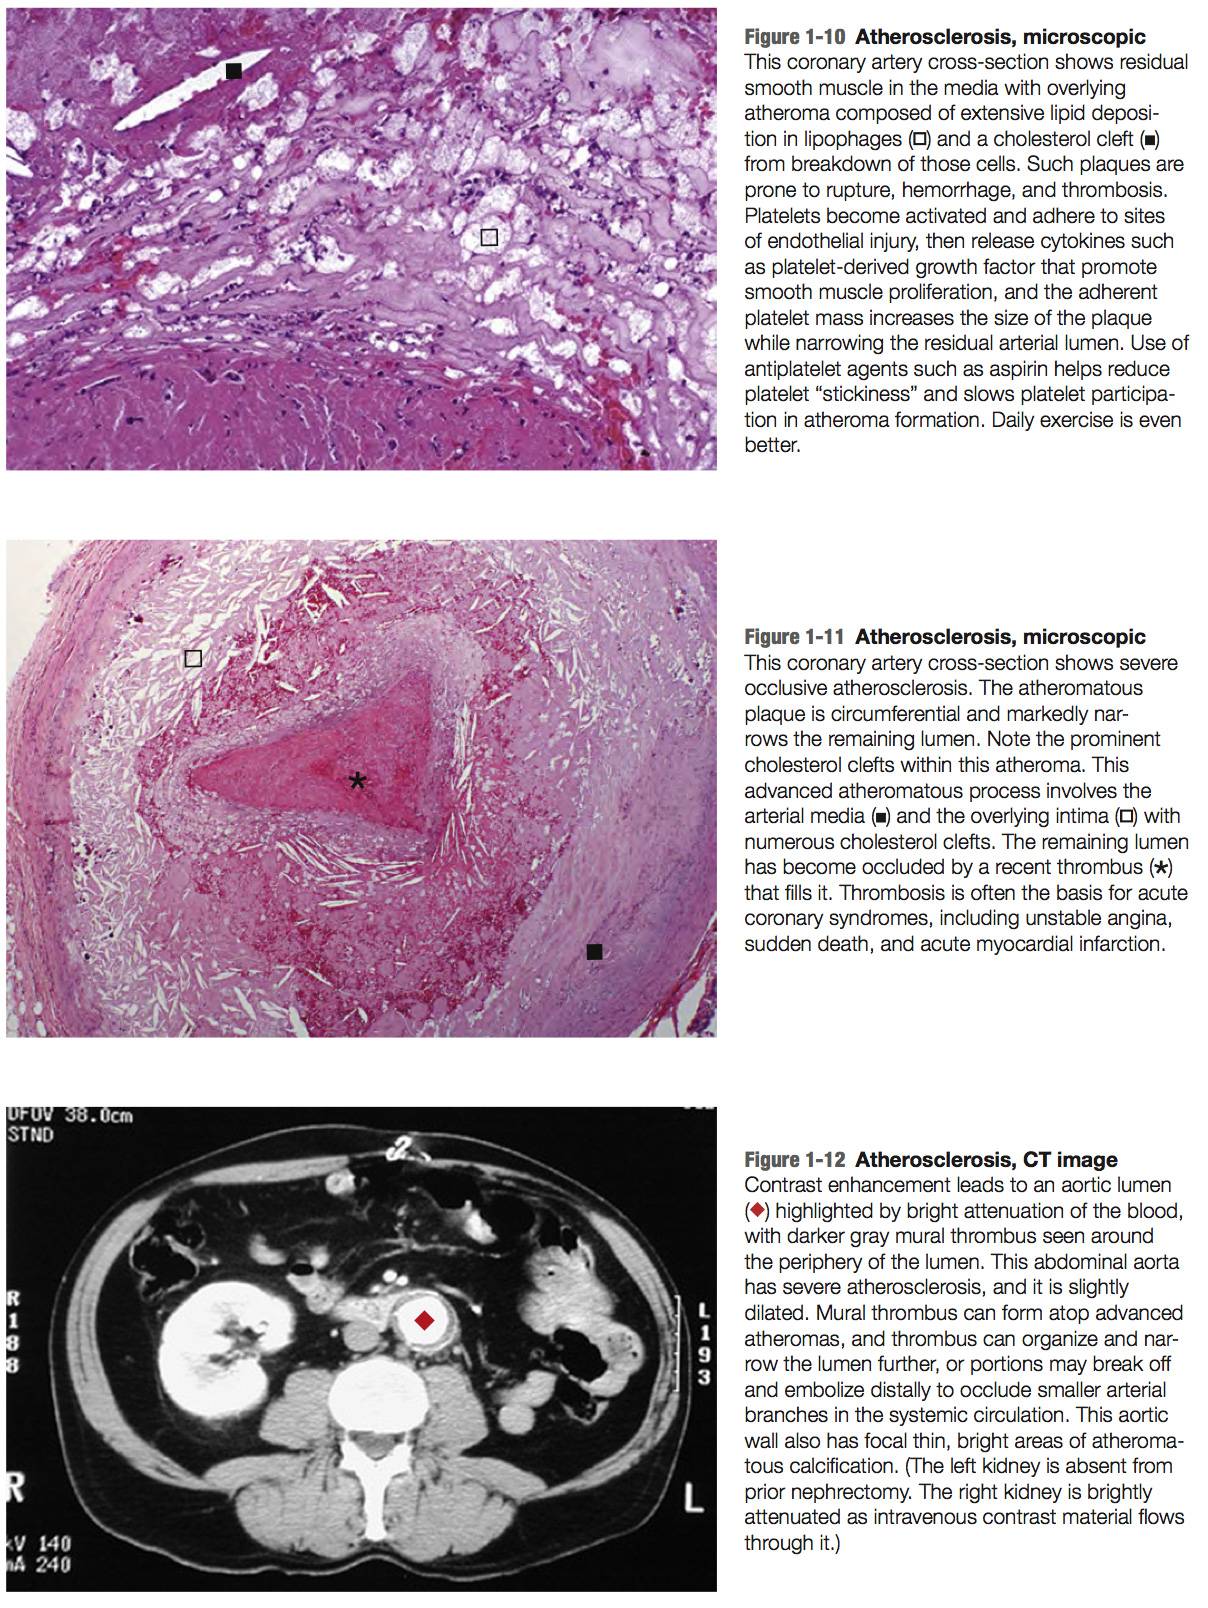 Figure 1-10 Atherosclerosis, microscopic
This coronary artery cross-section shows residual
smooth muscle in the media with overlying
atheroma composed of extensive lipid deposi-
tion in lipophages (□) and a cholesterol cleft (■)
from breakdown of those cells. Such plaques are
prone to rupture, hemorrhage, and thrombosis.
Platelets become activated and adhere to sites
of endothelial injury, then release cytokines such
as platelet-derived growth factor that promote
smooth muscle proliferation, and the adherent
platelet mass increases the size of the plaque
while narrowing the residual arterial lumen. Use of
antiplatelet agents such as aspirin helps reduce
platelet “stickiness” and slows platelet participa-
tion in atheroma formation. Daily exercise is even
better.
Figure 1-11 Atherosclerosis, microscopic
This coronary artery cross-section shows severe
occlusive atherosclerosis. The atheromatous
plaque is circumferential and markedly nar-
rows the remaining lumen. Note the prominent
cholesterol clefts within this atheroma. This
advanced atheromatous process involves the
arterial media (■) and the overlying intima (□) with
numerous cholesterol clefts. The remaining lumen
has become occluded by a recent thrombus (*)
that fills it. Thrombosis is often the basis for acute
coronary syndromes, including unstable angina,
sudden death, and acute myocardial infarction.
DFOV 38.0cm
STND
R
1
8
8
L
1
9
3
R
L
kV 140
mA 240
Figure 1-12 Atherosclerosis, CT image
Contrast enhancement leads to an aortic lumen
(◆) highlighted by bright attenuation of the blood,
with darker gray mural thrombus seen around
the periphery of the lumen. This abdominal aorta
has severe atherosclerosis, and it is slightly
dilated. Mural thrombus can form atop advanced
atheromas, and thrombus can organize and nar-
row the lumen further, or portions may break off
and embolize distally to occlude smaller arterial
branches in the systemic circulation. This aortic
wall also has focal thin, bright areas of atheroma-
tous calcification. (The left kidney is absent from
prior nephrectomy. The right kidney is brightly
attenuated as intravenous contrast material flows
through it.)